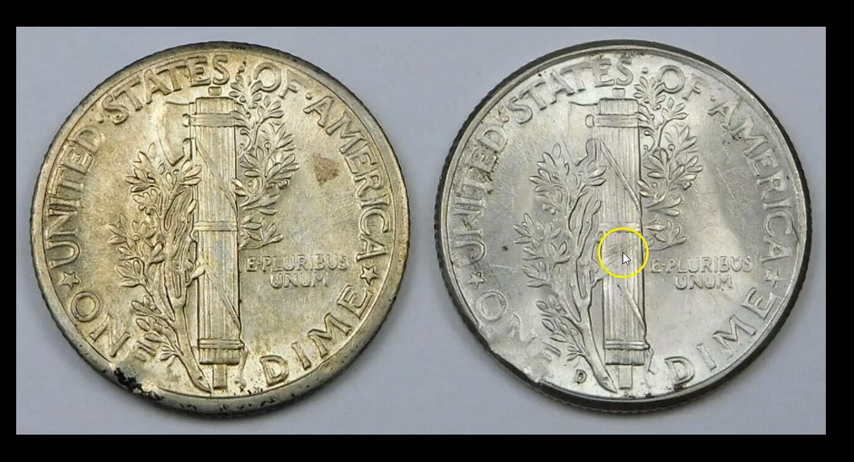 UNITED·STATES OF·AMERICA
E·PLURIBUS
UNUM
★ONE DIME★
UNITED·STATES OF·AMERICA
E·PLURIBUS
UNUM
★ONE DIME★
D